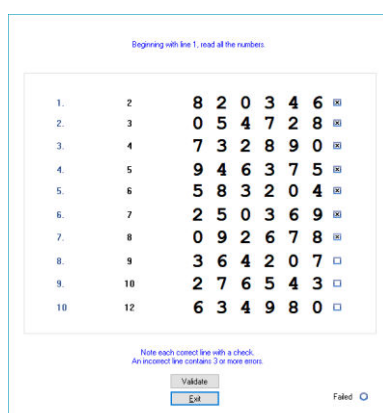 Beginning with line 1, read all the numbers.
1. 2 8 2 0 3 4 6
2. 3 0 5 4 7 2 8
3. 4 7 3 2 8 9 0
4. 5 9 4 6 3 7 5
5. 6 5 8 3 2 0 4
6. 7 2 5 0 3 6 9
7. 8 0 9 2 6 7 8
8. 9 3 6 4 2 0 7
9. 10 2 7 6 5 4 3
10 12 6 3 4 9 8 0
Note each correct line with a check.
An incorrect line contains 3 or more errors.
Validate
Exit
Failed